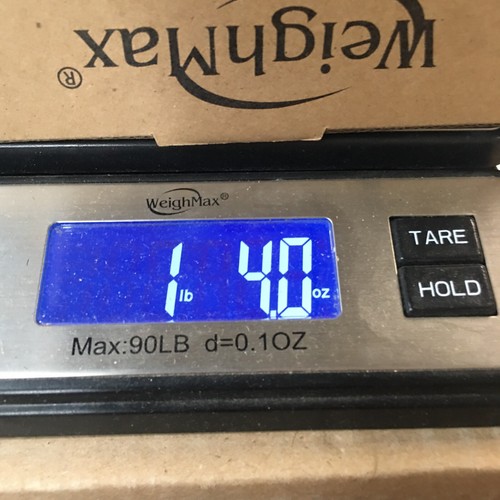 WeighMax®
WeighMax®
1 lb 4.0 oz
TARE
HOLD
Max:90LB d=0.1OZ